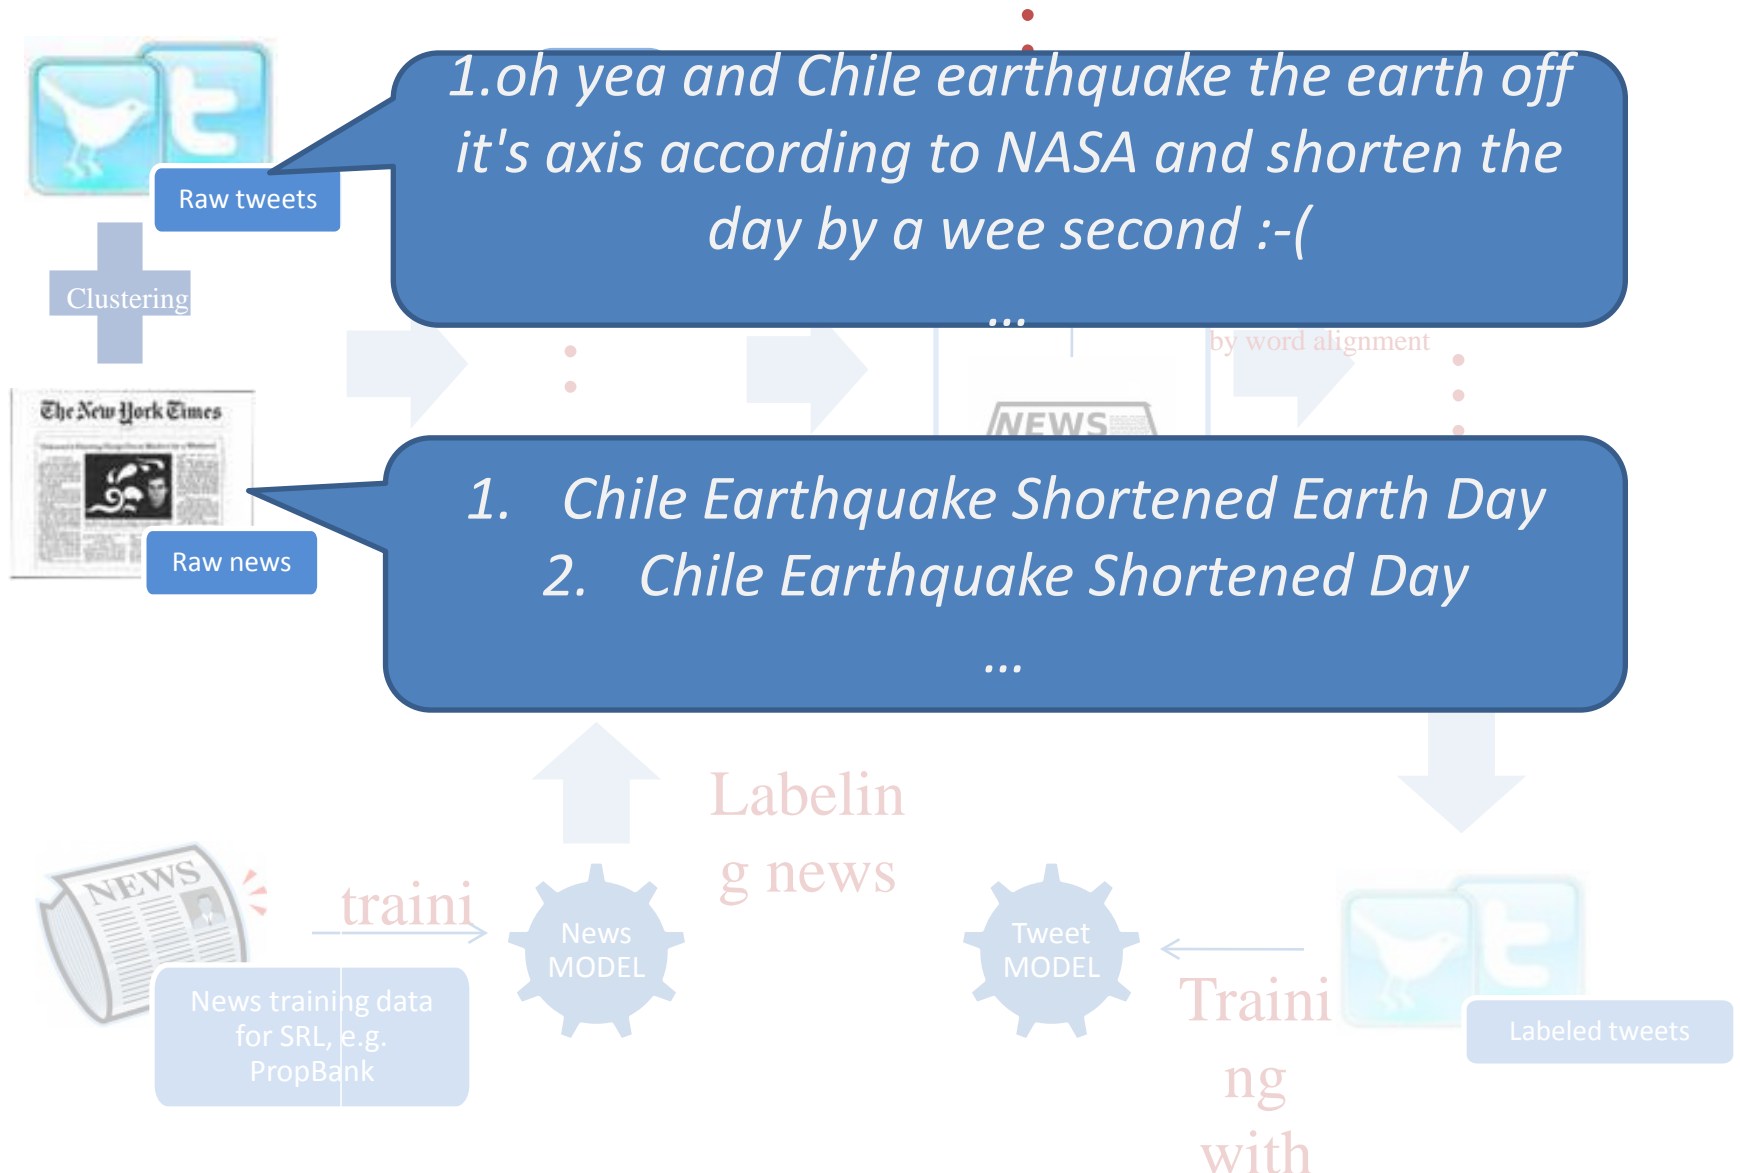 1.oh yea and Chile earthquake the earth off
it's axis according to NASA and shorten the
day by a wee second :-(
...
Raw tweets
Clustering
by word alignment
The New York Times
NEWS
1. Chile Earthquake Shortened Earth Day
2. Chile Earthquake Shortened Day
...
Raw news
Labelin
g news
NEWS
traini
News
MODEL
Tweet
MODEL
News training data
for SRL, e.g.
PropBank
Traini
ng
with
Labeled tweets